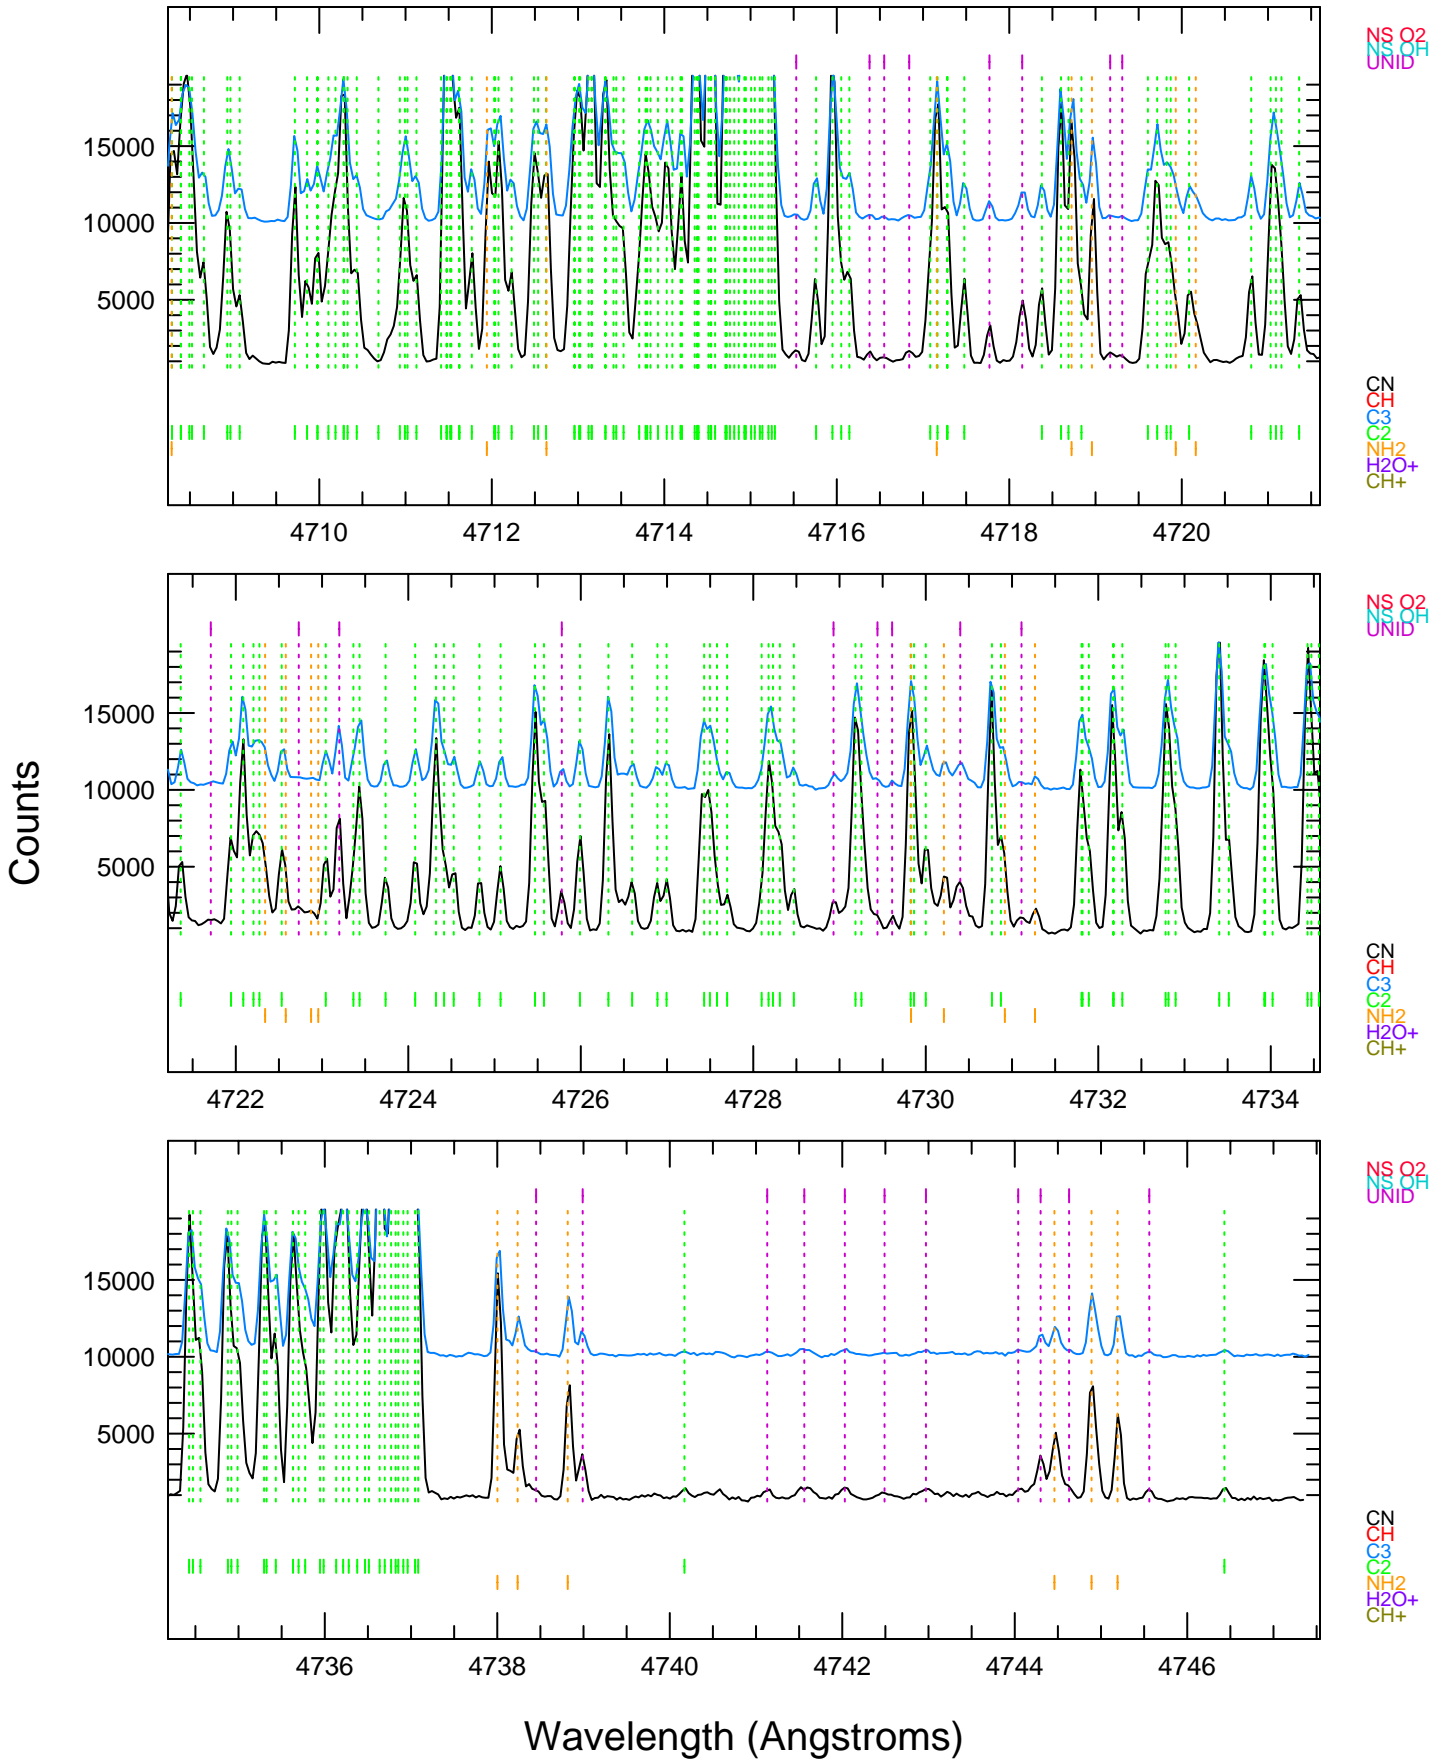 NS O2
NS OH
UNID
15000
10000
5000
CN
CH
C3
C2
NH2
H2O+
CH+
4710 4712 4714 4716 4718 4720
NS O2
NS OH
UNID
15000
10000
5000
CN
CH
C3
C2
NH2
H2O+
CH+
4722 4724 4726 4728 4730 4732 4734
Counts
NS O2
NS OH
UNID
15000
10000
5000
CN
CH
C3
C2
NH2
H2O+
CH+
4736 4738 4740 4742 4744 4746
Wavelength (Angstroms)